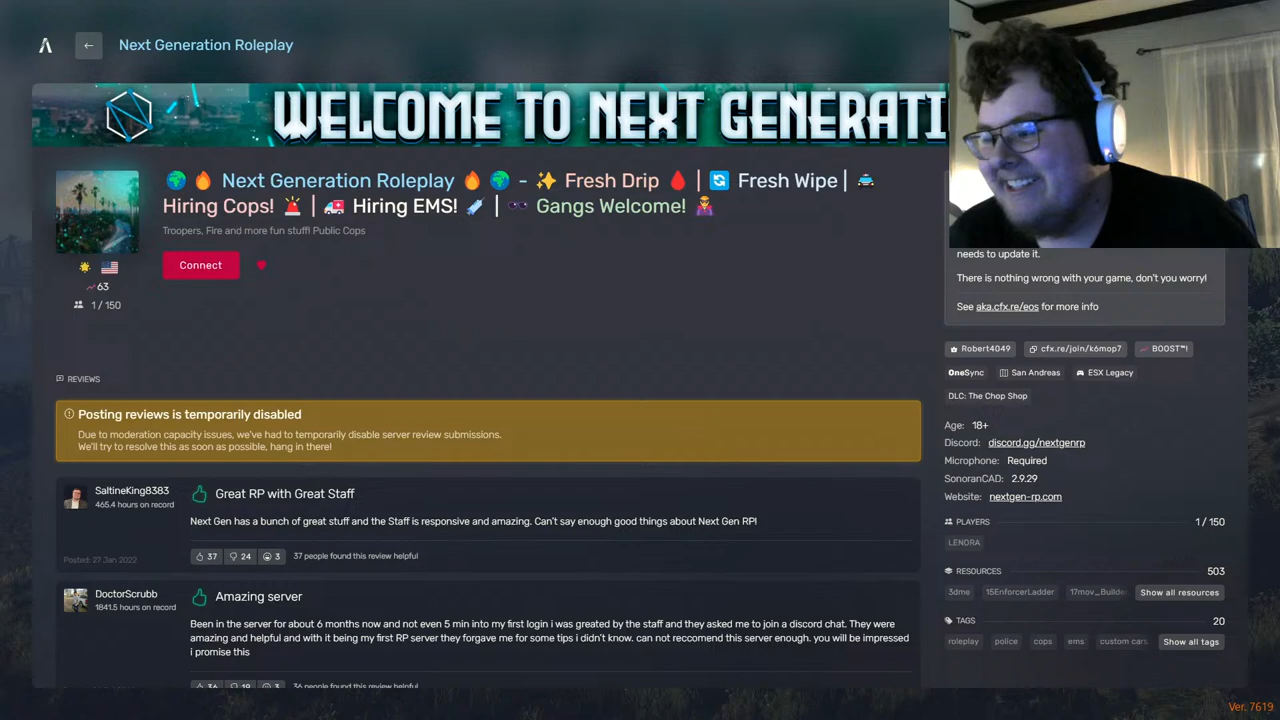 Next Generation Roleplay
WELCOME TO NEXT GENERATI
Next Generation Roleplay - Fresh Drip | Fresh Wipe |
Hiring Cops! | Hiring EMS! | Gangs Welcome!
Troopers, Fire and more fun stuff! Public Cops
Connect
63
1 / 150
REVIEWS
Posting reviews is temporarily disabled
Due to moderation capacity issues, we've had to temporarily disable server review submissions.
We'll try to resolve this as soon as possible, hang in there!
SaltineKing8383
465.4 hours on record
Great RP with Great Staff
Next Gen has a bunch of great stuff and the Staff is responsive and amazing. Can't say enough good things about Next Gen RP!
Posted: 27 Jan 2022
37 24 3 37 people found this review helpful
DoctorScrubb
1841.5 hours on record
Amazing server
Been in the server for about 6 months now and not even 5 min into my first login i was greated by the staff and they asked me to join a discord chat. They were
amazing and helpful and with it being my first RP server they forgave me for some tips i didn't know. can not reccomend this server enough. you will be impressed
i promise this
36 19 3 36 people found this review helpful
needs to update it.
There is nothing wrong with your game, don't you worry!
See aka.cfx.re/eos for more info
Robert4049 cfx.re/join/k6mop7 BOOST™!
OneSync San Andreas ESX Legacy
DLC: The Chop Shop
Age: 18+
Discord: discord.gg/nextgenrp
Microphone: Required
SonoranCAD: 2.9.29
Website: nextgen-rp.com
PLAYERS 1 / 150
LENORA
RESOURCES 503
3dme 15EnforcerLadder 17mov_Builde Show all resources
TAGS 20
roleplay police cops ems custom cars Show all tags
Ver. 7619